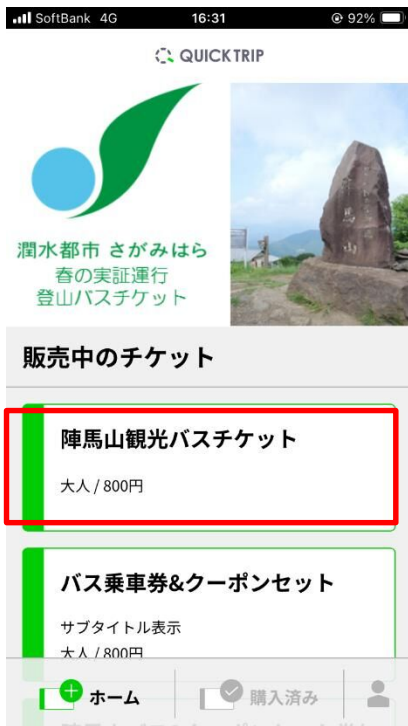 SoftBank 4G 16:31 92%
QUICKTRIP
潤水都市 さがみはら
春の実証運行
登山バスチケット
馬山
販売中のチケット
陣馬山観光バスチケット
大人 / 800円
バス乗車券&クーポンセット
サブタイトル表示
大人 / 800円
ホーム
購入済み